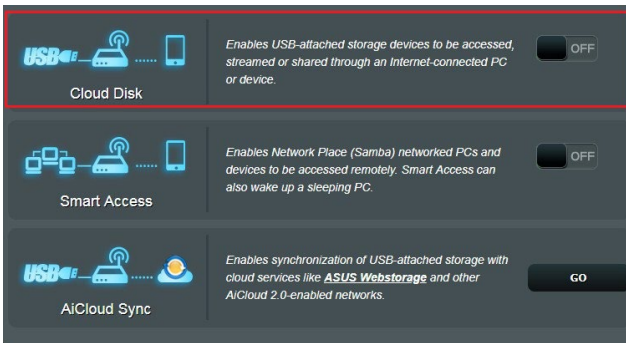 Enables USB-attached storage devices to be accessed,
streamed or shared through an Internet-connected PC
or device.
OFF
USB
Cloud Disk
Enables Network Place (Samba) networked PCs and
devices to be accessed remotely. Smart Access can
also wake up a sleeping PC.
OFF
Smart Access
Enables synchronization of USB-attached storage with
cloud services like ASUS Webstorage and other
AiCloud 2.0-enabled networks.
GO
USB
AiCloud Sync